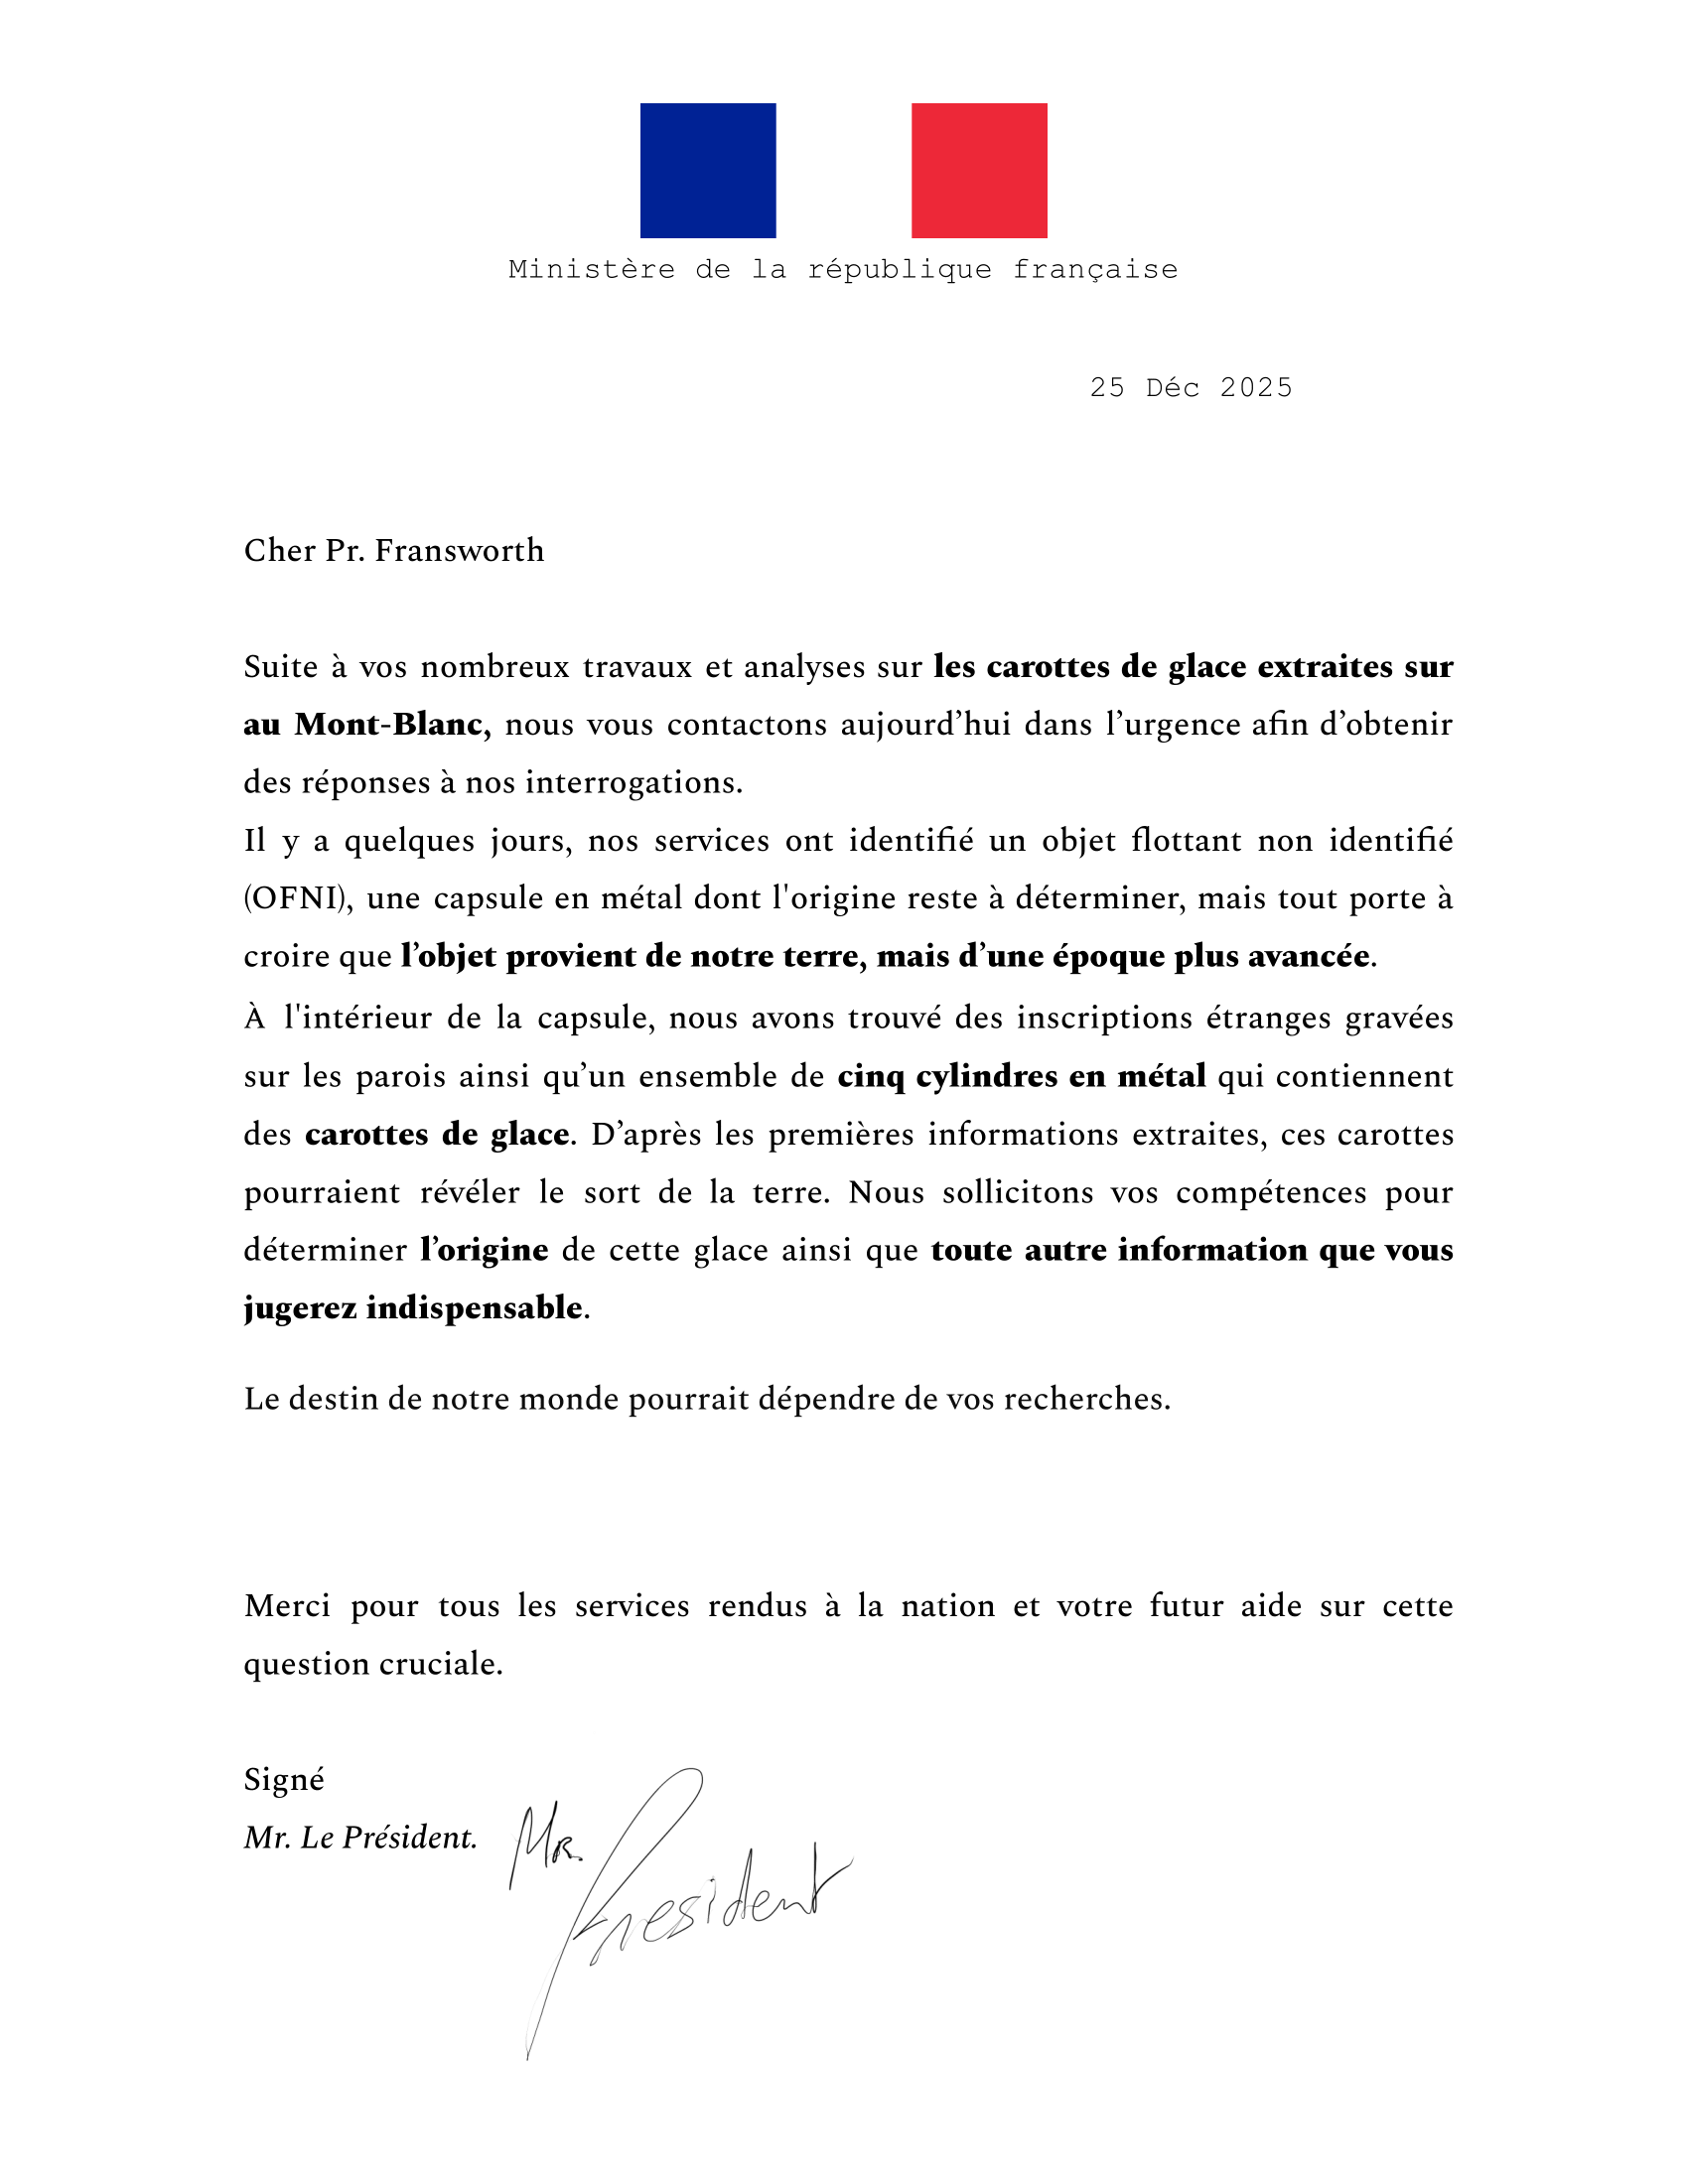 Ministère de la république française
25 Déc 2025
Cher Pr. Fransworth
Suite à vos nombreux travaux et analyses sur les carottes de glace extraites sur
au Mont-Blanc, nous vous contactons aujourd’hui dans l’urgence afin d’obtenir
des réponses à nos interrogations.
Il y a quelques jours, nos services ont identifié un objet flottant non identifié
(OFNI), une capsule en métal dont l'origine reste à déterminer, mais tout porte à
croire que l’objet provient de notre terre, mais d’une époque plus avancée.
À l'intérieur de la capsule, nous avons trouvé des inscriptions étranges gravées
sur les parois ainsi qu’un ensemble de cinq cylindres en métal qui contiennent
des carottes de glace. D’après les premières informations extraites, ces carottes
pourraient révéler le sort de la terre. Nous sollicitons vos compétences pour
déterminer l’origine de cette glace ainsi que toute autre information que vous
jugerez indispensable.
Le destin de notre monde pourrait dépendre de vos recherches.
Merci pour tous les services rendus à la nation et votre futur aide sur cette
question cruciale.
Signé
Mr. Le Président.
Mr.
President